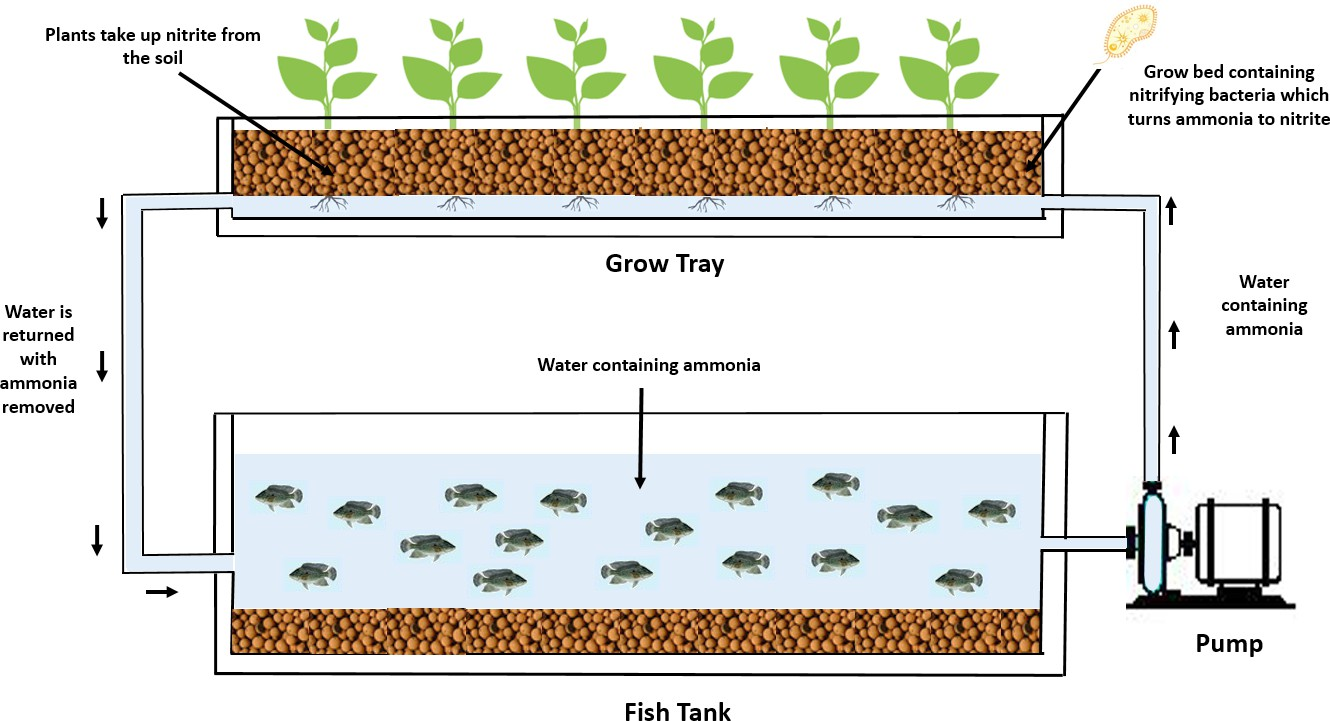 Plants take up nitrite from
the soil
Grow bed containing
nitrifying bacteria which
turns ammonia to nitrite
Grow Tray
Water is
returned
with
ammonia
removed
Water containing ammonia
Water
containing
ammonia
Pump
Fish Tank